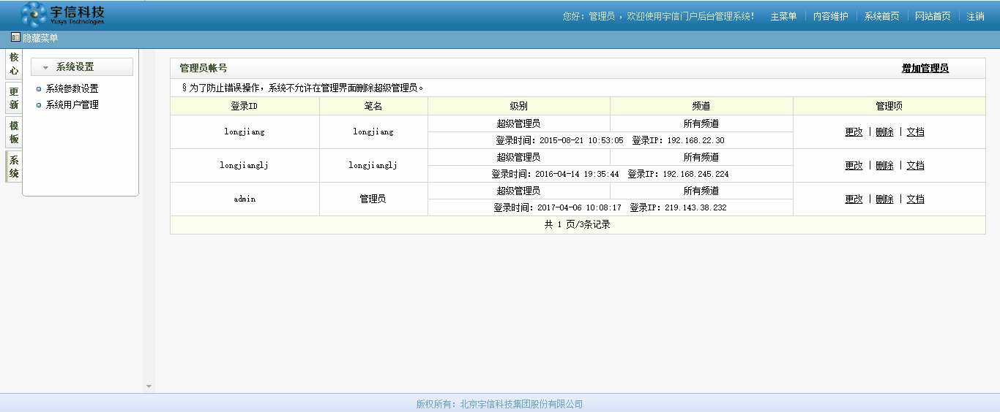 宇信科技
Yusys Technologies
您好：管理员 ，欢迎使用宇信门户后台管理系统！ 主菜单 内容维护 系统首页 网站首页 注销
隐藏菜单
核心
更新
模板
系统
系统设置
系统参数设置
系统用户管理
管理员帐号 增加管理员
§ 为了防止错误操作，系统不允许在管理界面删除超级管理员。
登录ID 笔名 级别 频道 管理项
longjiang longjiang 超级管理员 所有频道 更改 | 删除 | 文档
登录时间：2015-08-21 10:53:05 登录IP：192.168.22.30
longjianglj longjianglj 超级管理员 所有频道 更改 | 删除 | 文档
登录时间：2016-04-14 19:35:44 登录IP：192.168.245.224
admin 管理员 超级管理员 所有频道 更改 | 删除 | 文档
登录时间：2017-04-06 10:08:17 登录IP：219.143.38.232
共 1 页/3条记录
版权所有：北京宇信科技集团股份有限公司